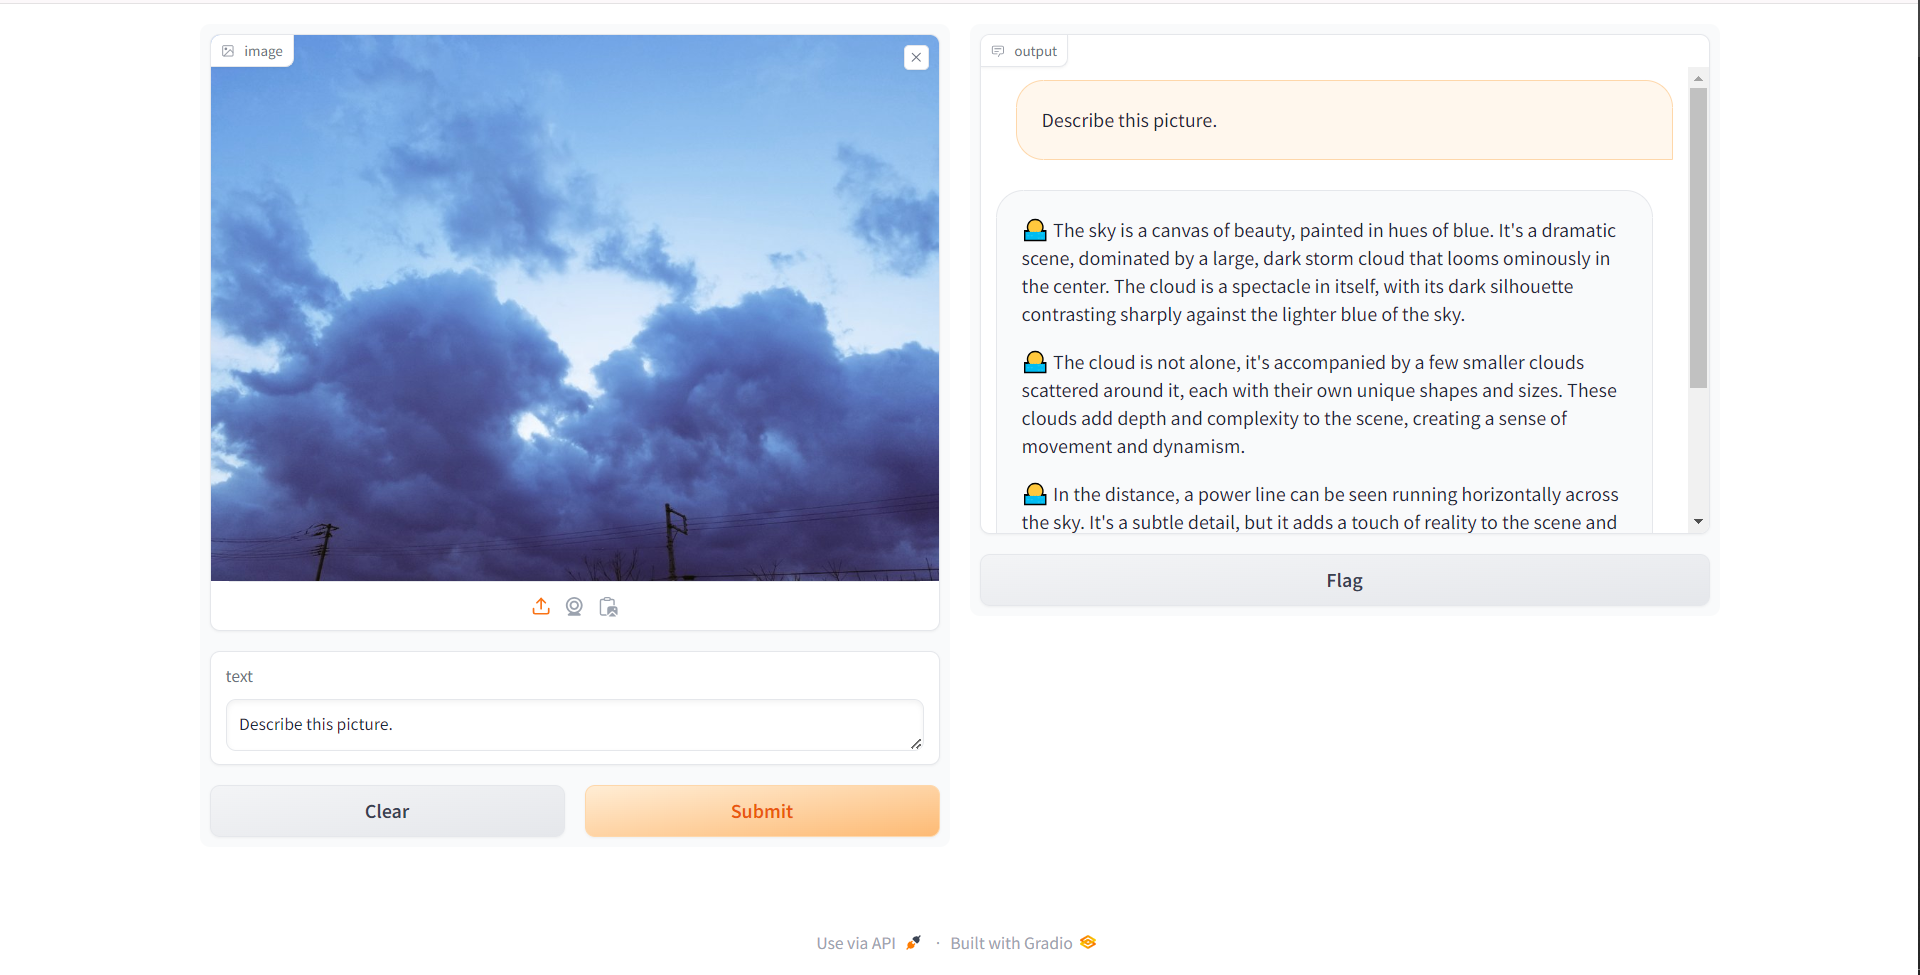 image
Describe this picture.
output
The sky is a canvas of beauty, painted in hues of blue. It's a dramatic
scene, dominated by a large, dark storm cloud that looms ominously in
the center. The cloud is a spectacle in itself, with its dark silhouette
contrasting sharply against the lighter blue of the sky.
The cloud is not alone, it's accompanied by a few smaller clouds
scattered around it, each with their own unique shapes and sizes. These
clouds add depth and complexity to the scene, creating a sense of
movement and dynamism.
In the distance, a power line can be seen running horizontally across
the sky. It's a subtle detail, but it adds a touch of reality to the scene and
Flag
text
Describe this picture.
Clear
Submit
Use via API · Built with Gradio